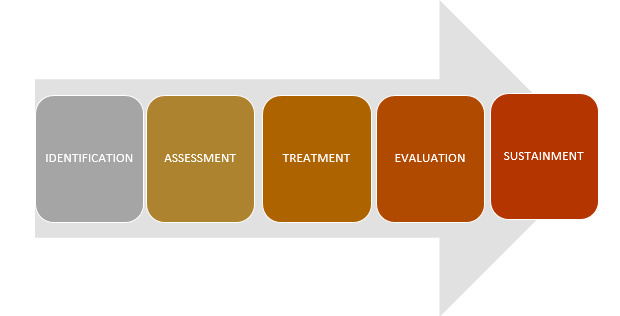 IDENTIFICATION
ASSESSMENT
TREATMENT
EVALUATION
SUSTAINMENT